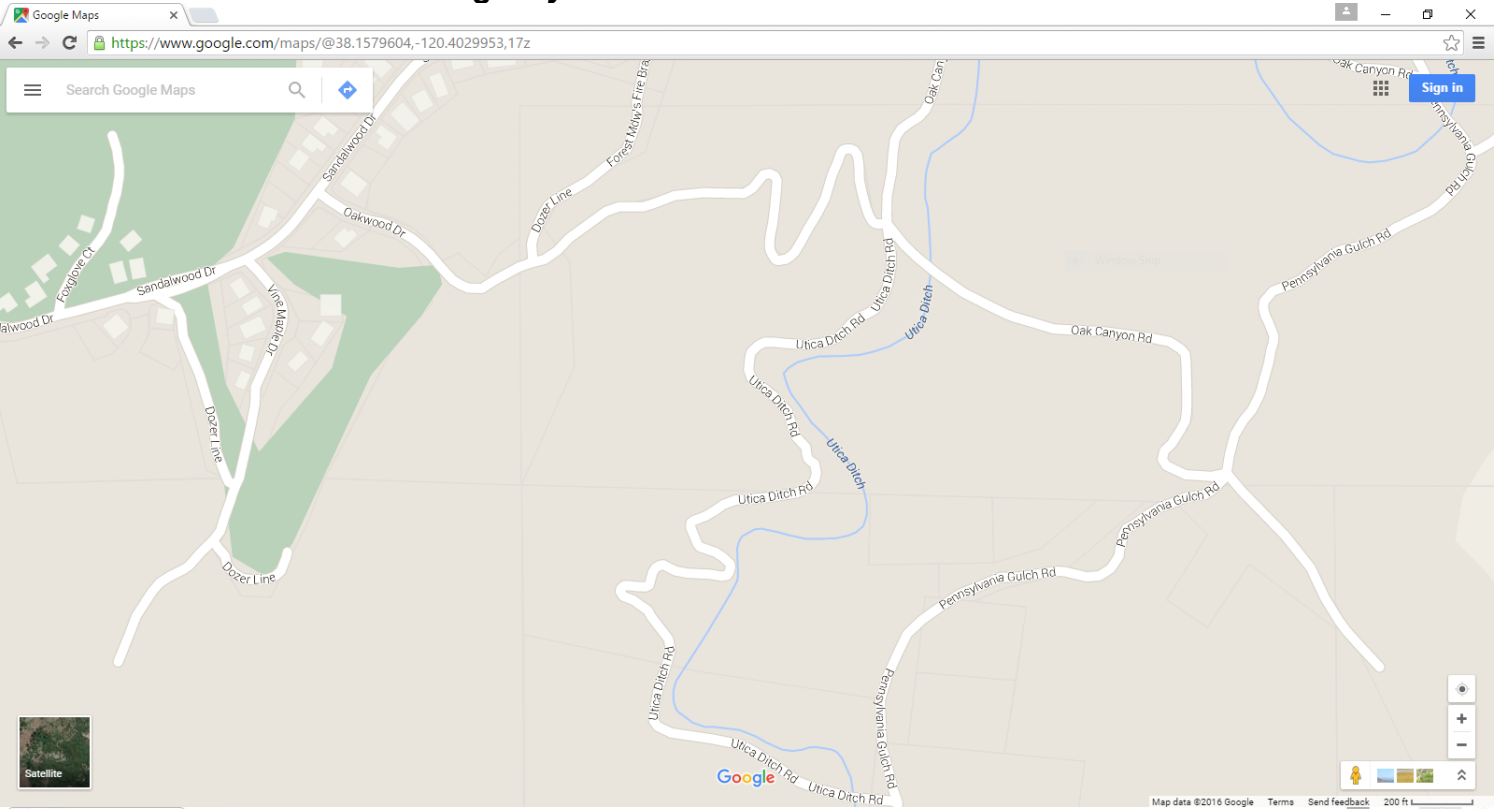 Google Maps
https://www.google.com/maps/@38.1579604,-120.4029953,17z
Search Google Maps
Sign in
Oak Canyon Rd
Pennsylvania Gulch Rd
Oak Can
Forest Mdw's Fire Bra
Sandalwood Dr
Oakwood Dr
Dozer Line
Foxglove Ct
Sandalwood Dr
alwood Dr
Vine Maple Dr
Utica Ditch Rd
Utica Ditch
Utica Ditch Rd
Pennsylvania Gulch Rd
Oak Canyon Rd
Utica Ditch Rd
Dozer Line
Utica Ditch
Utica Ditch Rd
Pennsylvania Gulch Rd
Dozer Line
Pennsylvania Gulch Rd
Utica Ditch Rd
Pennsylvania Gulch Rd
Utica Ditch Rd
Utica Ditch Rd
Satellite
Google
Map data ©2016 Google Terms Send feedback 200 ft